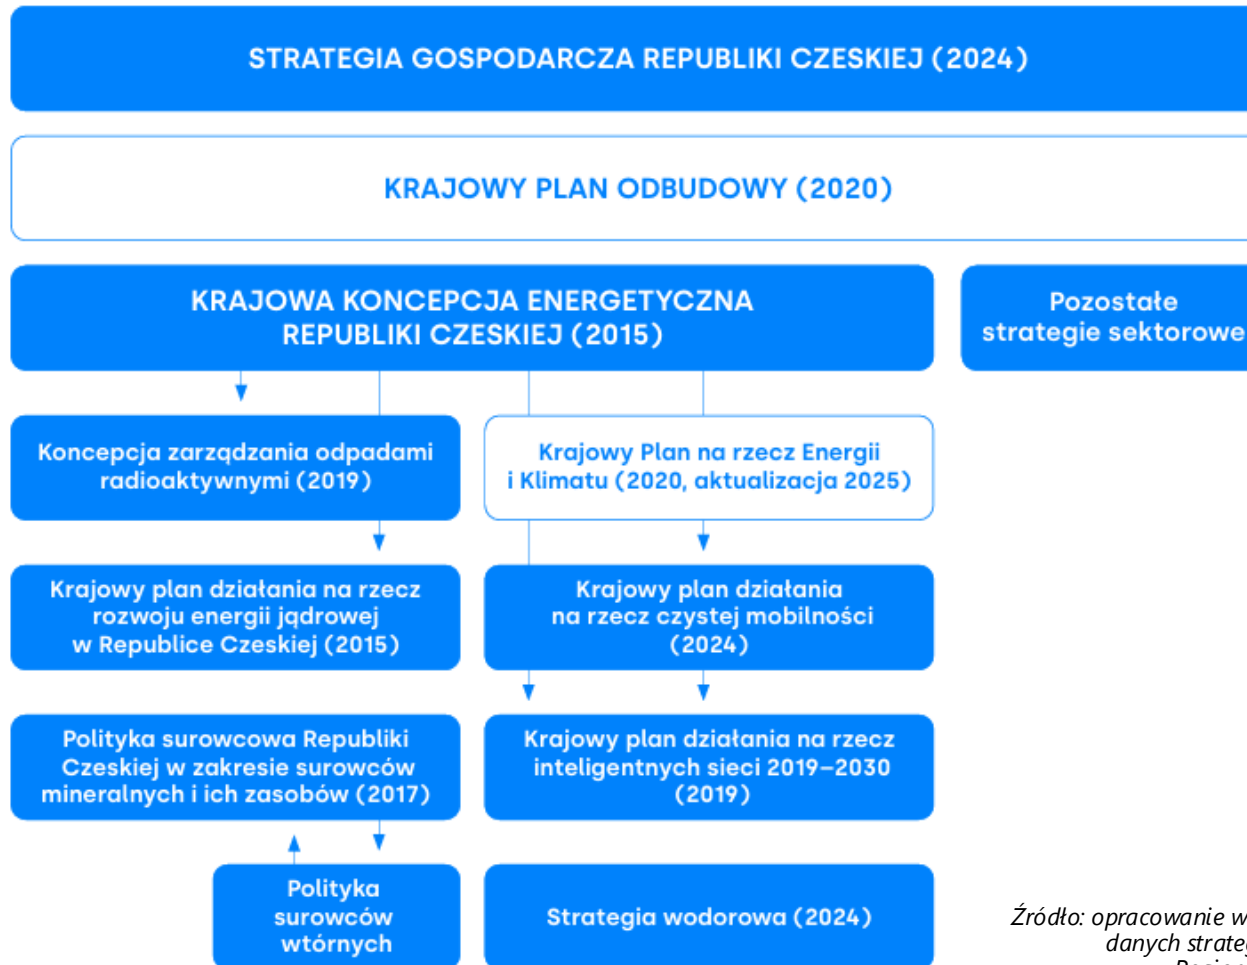 STRATEGIA GOSPODARCZA REPUBLIKI CZESKIEJ (2024)
KRAJOWY PLAN ODBUDOWY (2020)
KRAJOWA KONCEPCJA ENERGETYCZNA
REPUBLIKI CZESKIEJ (2015)
Pozostałe
strategie sektorowe
Koncepcja zarządzania odpadami
radioaktywnymi (2019)
Krajowy Plan na rzecz Energii
i Klimatu (2020, aktualizacja 2025)
Krajowy plan działania na rzecz
rozwoju energii jądrowej
w Republice Czeskiej (2015)
Krajowy plan działania
na rzecz czystej mobilności
(2024)
Polityka surowcowa Republiki
Czeskiej w zakresie surowców
mineralnych i ich zasobów (2017)
Krajowy plan działania na rzecz
inteligentnych sieci 2019–2030
(2019)
Polityka
surowców
wtórnych
Strategia wodorowa (2024)
Źródło: opracowanie
danych